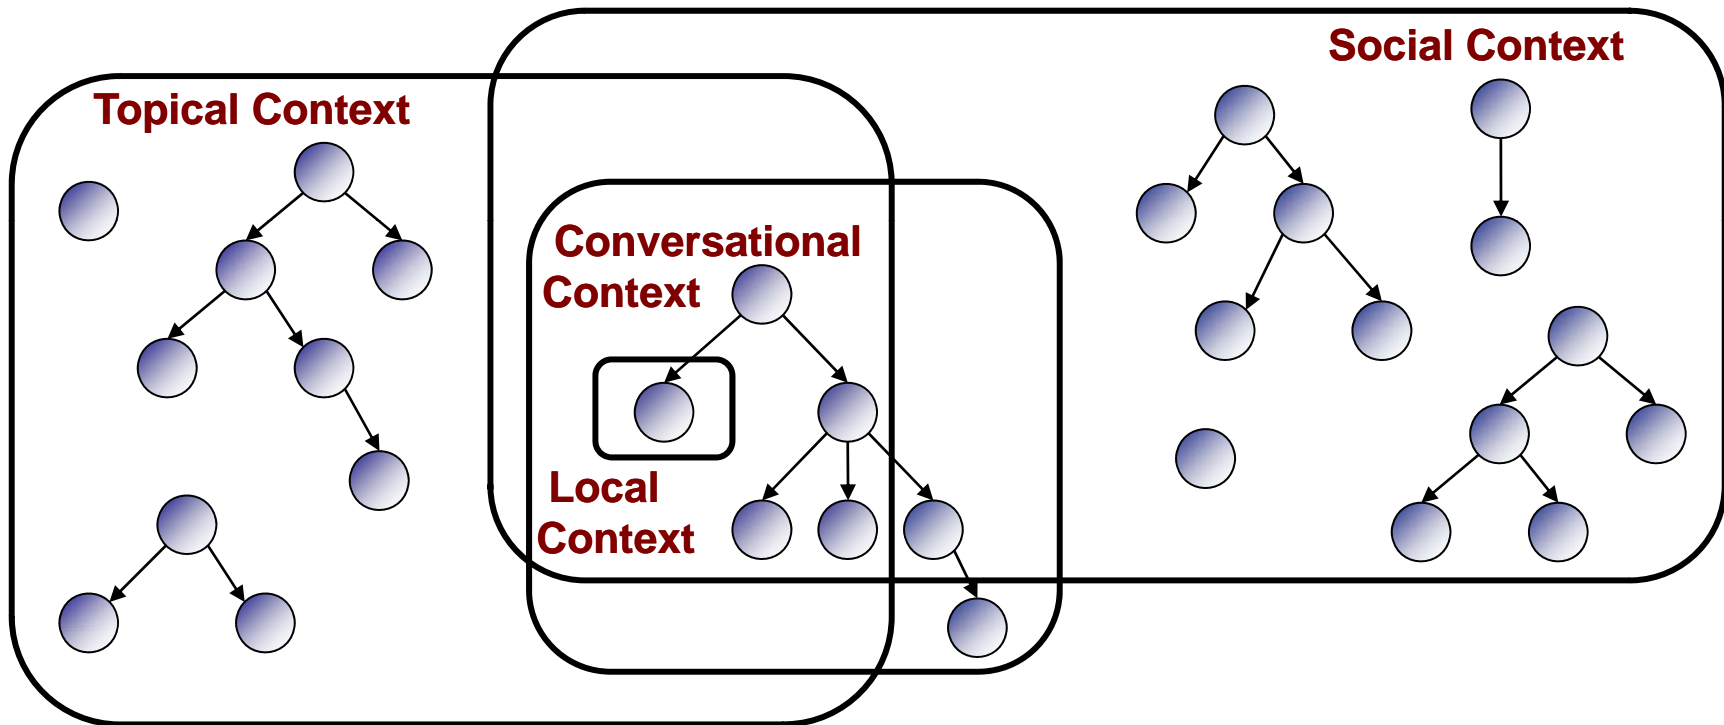 Social Context
Topical Context
Conversational
Context
Local
Context